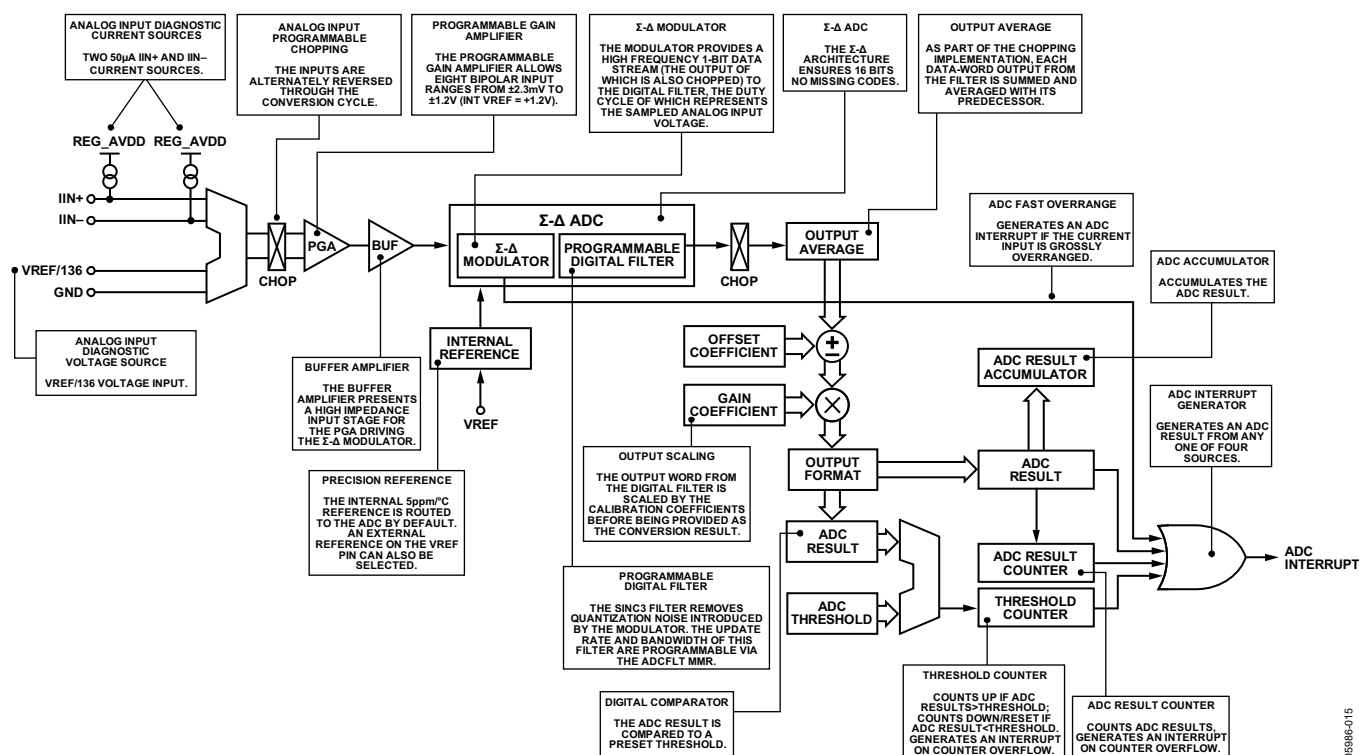 ANALOG INPUT DIAGNOSTIC
CURRENT SOURCES
TWO 50µA IIN+ AND IIN–
CURRENT SOURCES.
ANALOG INPUT
PROGRAMMABLE
CHOPPING
THE INPUTS ARE
ALTERNATELY REVERSED
THROUGH THE
CONVERSION CYCLE.
PROGRAMMABLE GAIN
AMPLIFIER
THE PROGRAMMABLE
GAIN AMPLIFIER ALLOWS
EIGHT BIPOLAR INPUT
RANGES FROM ±2.3mV TO
±1.2V (INT VREF = +1.2V).
Σ-Δ MODULATOR
THE MODULATOR PROVIDES A
HIGH FREQUENCY 1-BIT DATA
STREAM (THE OUTPUT OF
WHICH IS ALSO CHOPPED) TO
THE DIGITAL FILTER, THE DUTY
CYCLE OF WHICH REPRESENTS
THE SAMPLED ANALOG INPUT
VOLTAGE.
Σ-Δ ADC
THE Σ-Δ
ARCHITECTURE
ENSURES 16 BITS
NO MISSING CODES.
OUTPUT AVERAGE
AS PART OF THE CHOPPING
IMPLEMENTATION, EACH
DATA-WORD OUTPUT FROM
THE FILTER IS SUMMED AND
AVERAGED WITH ITS
PREDECESSOR.
REG_AVDD
REG_AVDD
IIN+
IIN–
VREF/136
GND
CHOP
PGA
BUF
Σ-Δ ADC
Σ-Δ
MODULATOR
PROGRAMMABLE
DIGITAL FILTER
CHOP
OUTPUT
AVERAGE
ADC FAST OVERRANGE
GENERATES AN ADC
INTERRUPT IF THE CURRENT
INPUT IS GROSSLY
OVERRANGED.
ADC ACCUMULATOR
ACCUMULATES THE
ADC RESULT.
ANALOG INPUT
DIAGNOSTIC
VOLTAGE SOURCE
VREF/136 VOLTAGE INPUT.
BUFFER AMPLIFIER
THE BUFFER
AMPLIFIER PRESENTS
A HIGH IMPEDANCE
INPUT STAGE FOR
THE PGA DRIVING
THE Σ-Δ MODULATOR.
INTERNAL
REFERENCE
VREF
OFFSET
COEFFICIENT
+
–
GAIN
COEFFICIENT
×
ADC RESULT
ACCUMULATOR
ADC INTERRUPT
GENERATOR
GENERATES AN ADC
RESULT FROM ANY
ONE OF FOUR
SOURCES.
PRECISION REFERENCE
THE INTERNAL 5ppm/°C
REFERENCE IS ROUTED
TO THE ADC BY DEFAULT.
AN EXTERNAL
REFERENCE ON THE VREF
PIN CAN ALSO BE
SELECTED.
OUTPUT SCALING
THE OUTPUT WORD FROM
THE DIGITAL FILTER IS
SCALED BY THE
CALIBRATION COEFFICIENTS
BEFORE BEING PROVIDED AS
THE CONVERSION RESULT.
OUTPUT
FORMAT
ADC
RESULT
ADC
RESULT
ADC RESULT
COUNTER
ADC
INTERRUPT
PROGRAMMABLE
DIGITAL FILTER
THE SINC3 FILTER REMOVES
QUANTIZATION NOISE INTRODUCED
BY THE MODULATOR. THE UPDATE
RATE AND BANDWIDTH OF THIS
FILTER ARE PROGRAMMABLE VIA
THE ADCFLT MMR.
ADC
THRESHOLD
THRESHOLD
COUNTER
DIGITAL COMPARATOR
THE ADC RESULT IS
COMPARED TO A
PRESET THRESHOLD.
THRESHOLD COUNTER
COUNTS UP IF ADC
RESULTS>THRESHOLD;
COUNTS DOWN/RESET IF
ADC RESULT<THRESHOLD.
GENERATES AN INTERRUPT
ON COUNTER OVERFLOW.
ADC RESULT COUNTER
COUNTS ADC RESULTS,
GENERATES AN INTERRUPT
ON COUNTER OVERFLOW.
05986-015